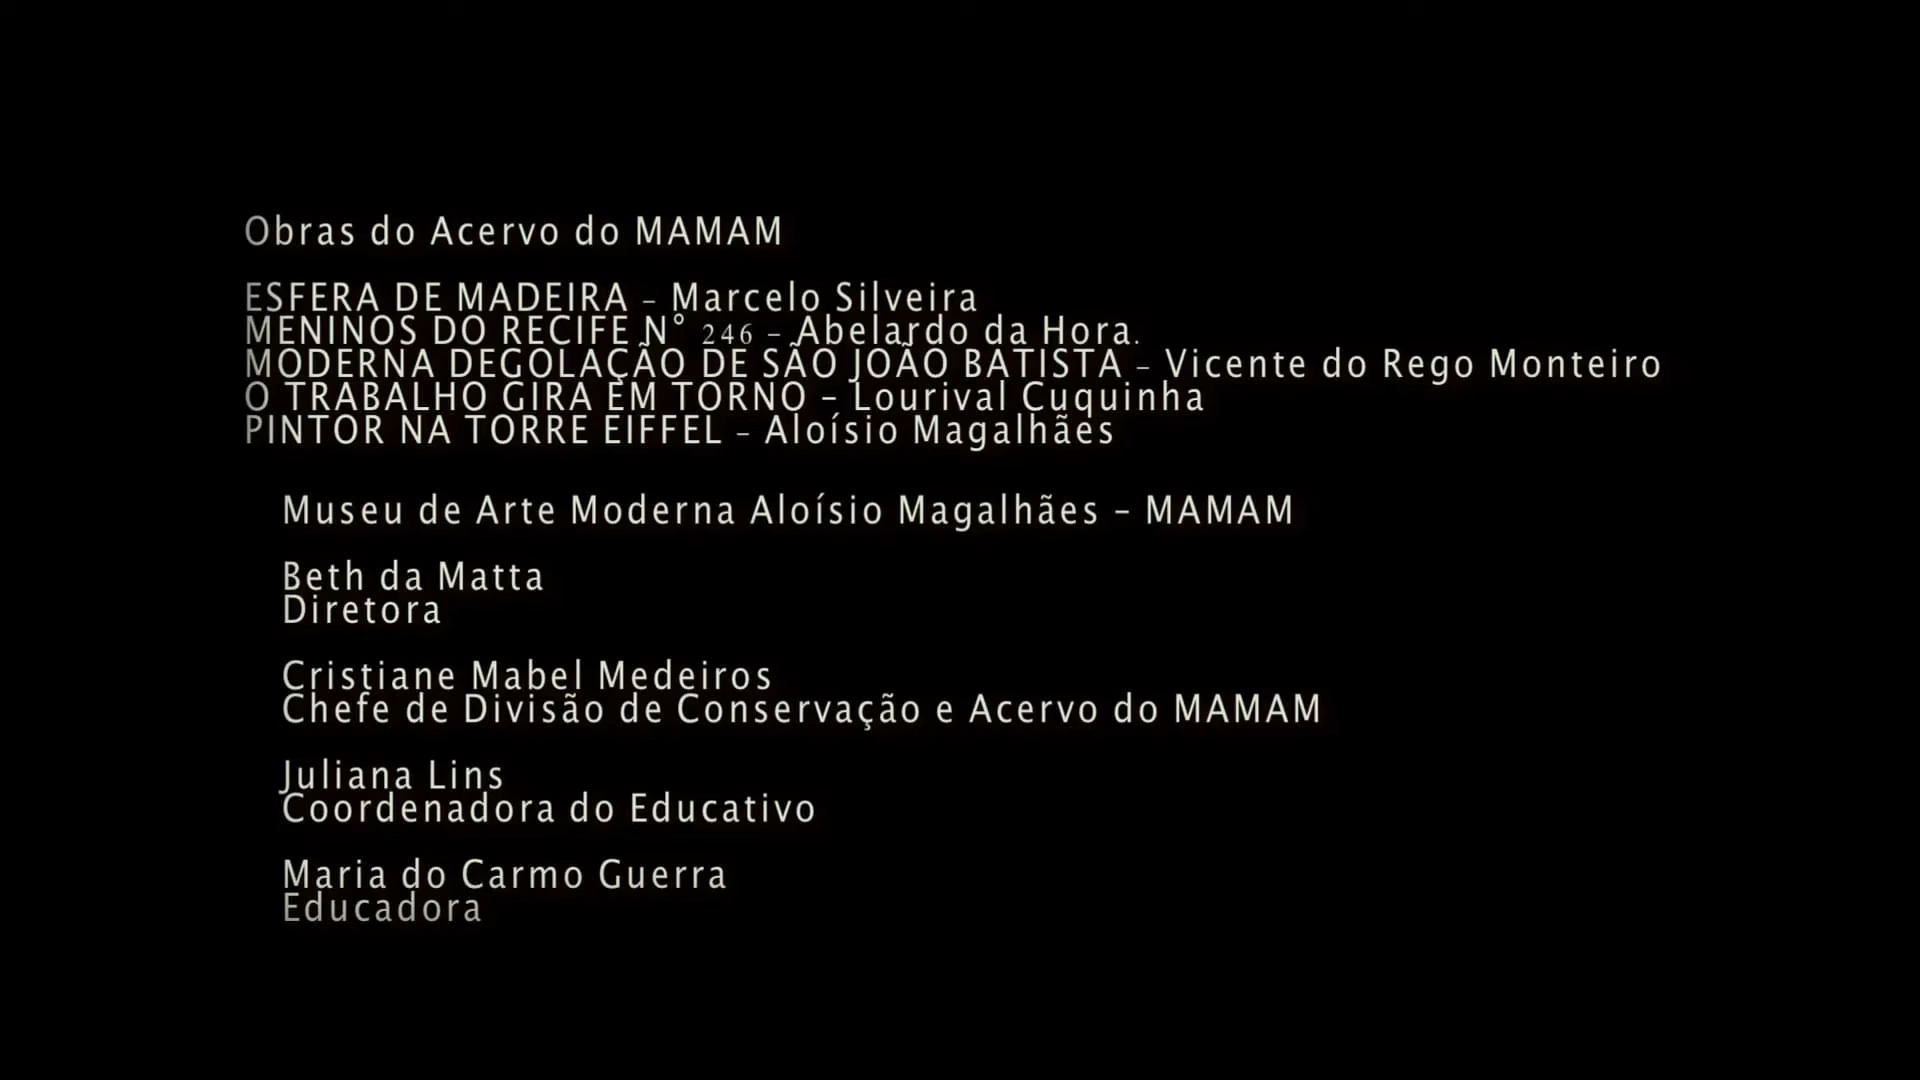 Obras do Acervo do MAMAM
ESFERA DE MADEIRA – Marcelo Silveira
MENINOS DO RECIFE N° 246 – Abelardo da Hora.
MODERNA DEGOLAÇÃO DE SÃO JOÃO BATISTA – Vicente do Rego Monteiro
O TRABALHO GIRA EM TORNO – Lourival Cuquinha
PINTOR NA TORRE EIFFEL – Aloísio Magalhães
Museu de Arte Moderna Aloísio Magalhães – MAMAM
Beth da Matta
Diretora
Cristiane Mabel Medeiros
Chefe de Divisão de Conservação e Acervo do MAMAM
Juliana Lins
Coordenadora do Educativo
Maria do Carmo Guerra
Educadora